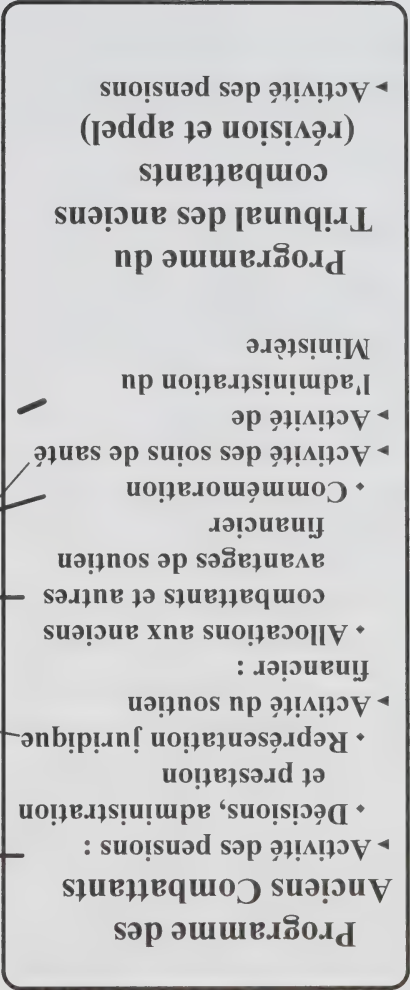 Programme des
Anciens Combattants
▸ Activité des pensions :
• Décisions, administration
et prestation
• Représentation juridique
▸ Activité du soutien
financier :
• Allocations aux anciens
combattants et autres
avantages de soutien
financier
• Commémoration
▸ Activité des soins de santé
▸ Activité de
l'administration du
Ministère
Programme du
Tribunal des anciens
combattants
(révision et appel)
▸ Activité des pensions